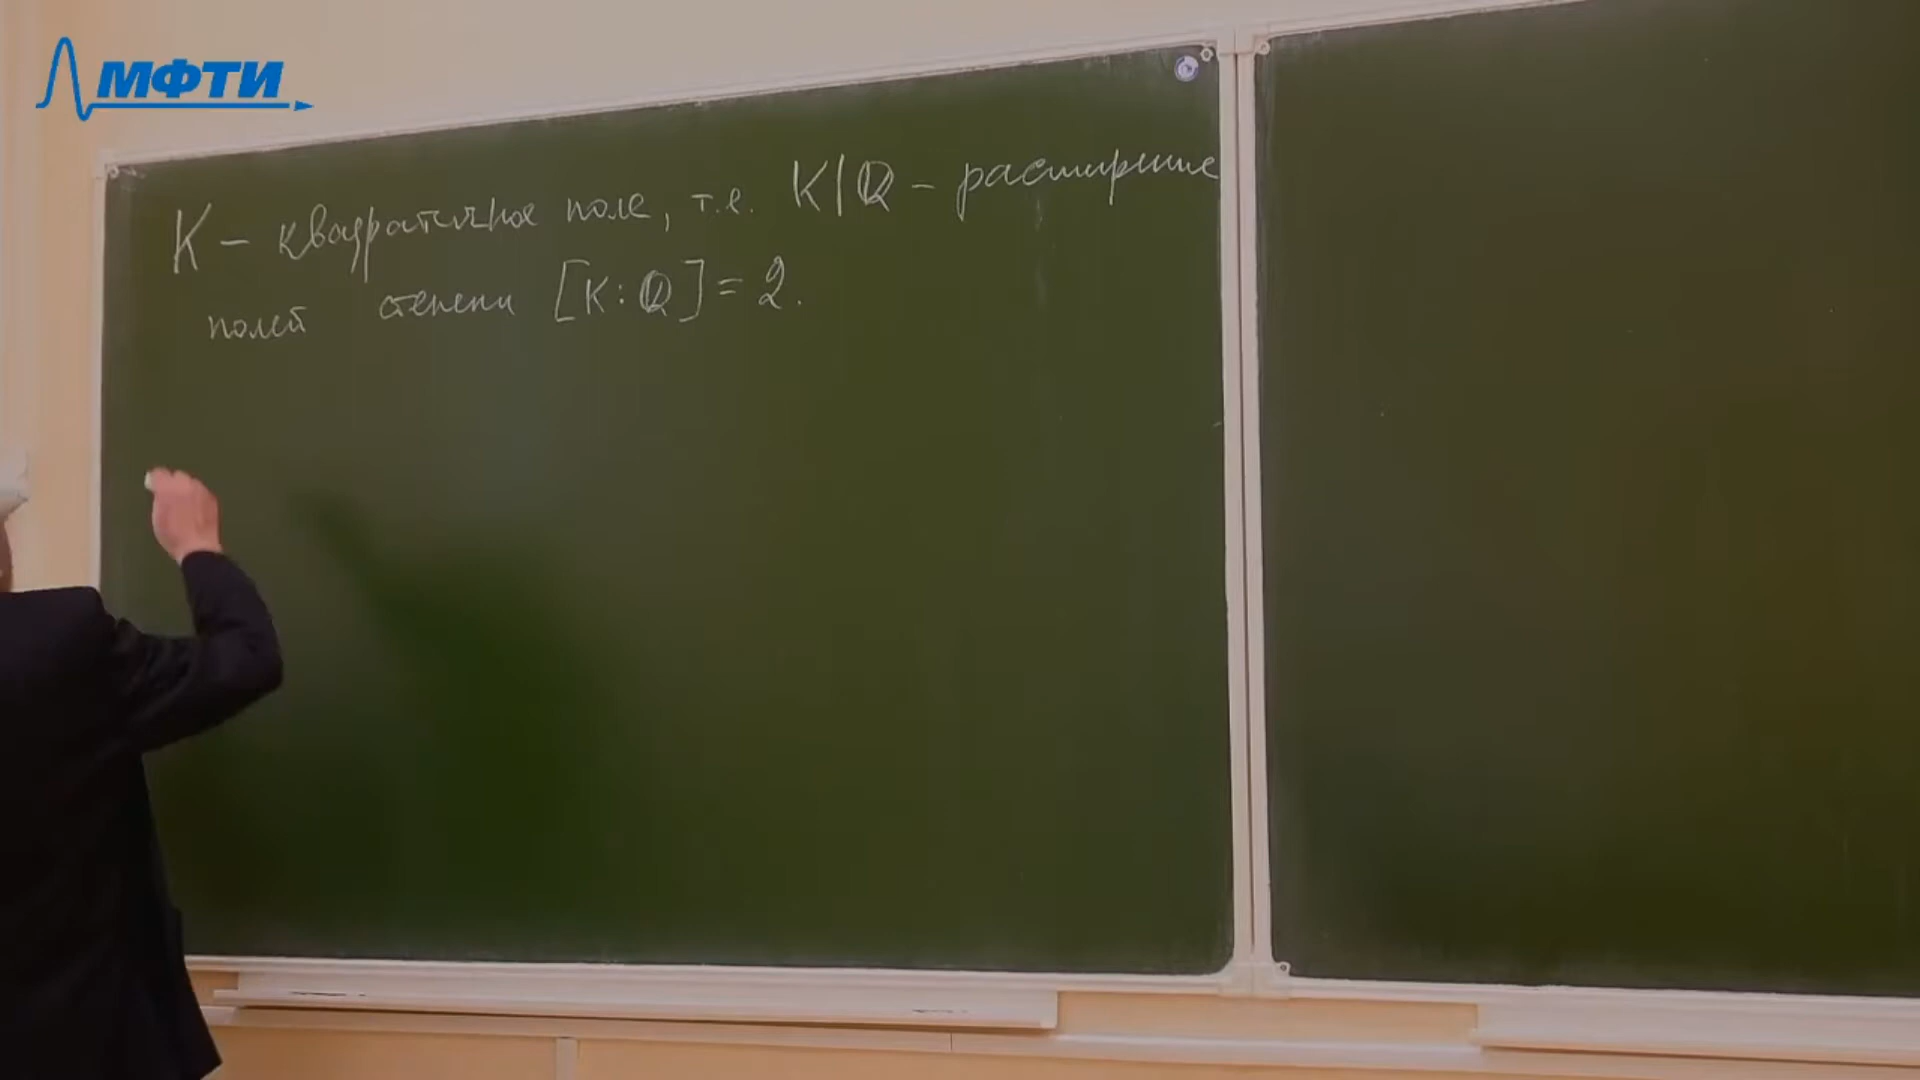 МФТИ
K – квадратичное поле, т.е. K|ℚ – расширение
полей степени [K:ℚ] = 2.